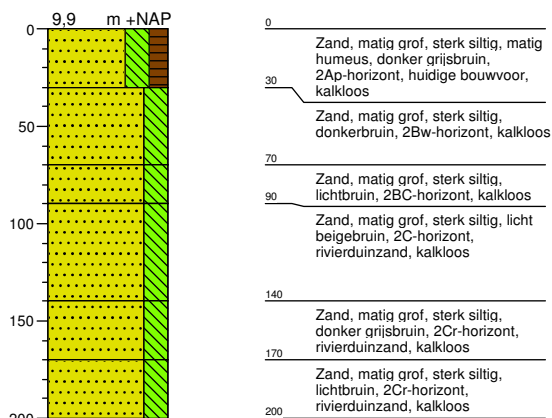 9,9 m +NAP
0
50
100
150
200
0
Zand, matig grof, sterk siltig, matig
humeus, donker grijsbruin,
2Ap-horizont, huidige bouwvoor,
kalkloos
30
Zand, matig grof, sterk siltig,
donkerbruin, 2Bw-horizont, kalkloos
70
Zand, matig grof, sterk siltig,
lichtbruin, 2BC-horizont, kalkloos
90
Zand, matig grof, sterk siltig, licht
beigebruin, 2C-horizont,
rivierduinzand, kalkloos
140
Zand, matig grof, sterk siltig,
donker grijsbruin, 2Cr-horizont,
rivierduinzand, kalkloos
170
Zand, matig grof, sterk siltig,
lichtbruin, 2Cr-horizont,
rivierduinzand, kalkloos
200